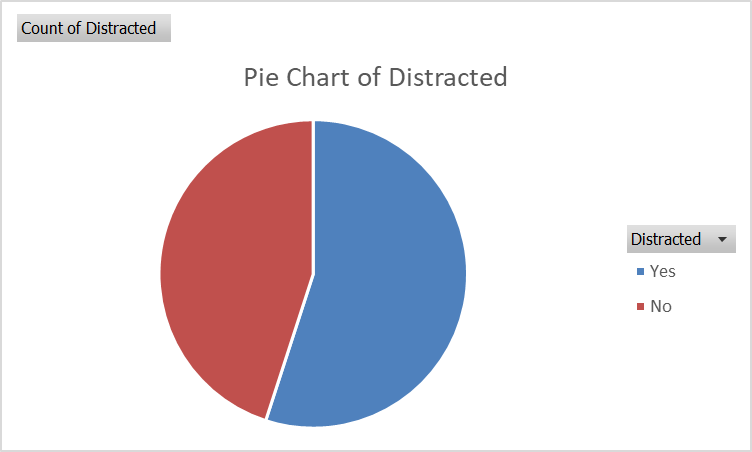 Count of Distracted
Pie Chart of Distracted
Distracted
Yes
No